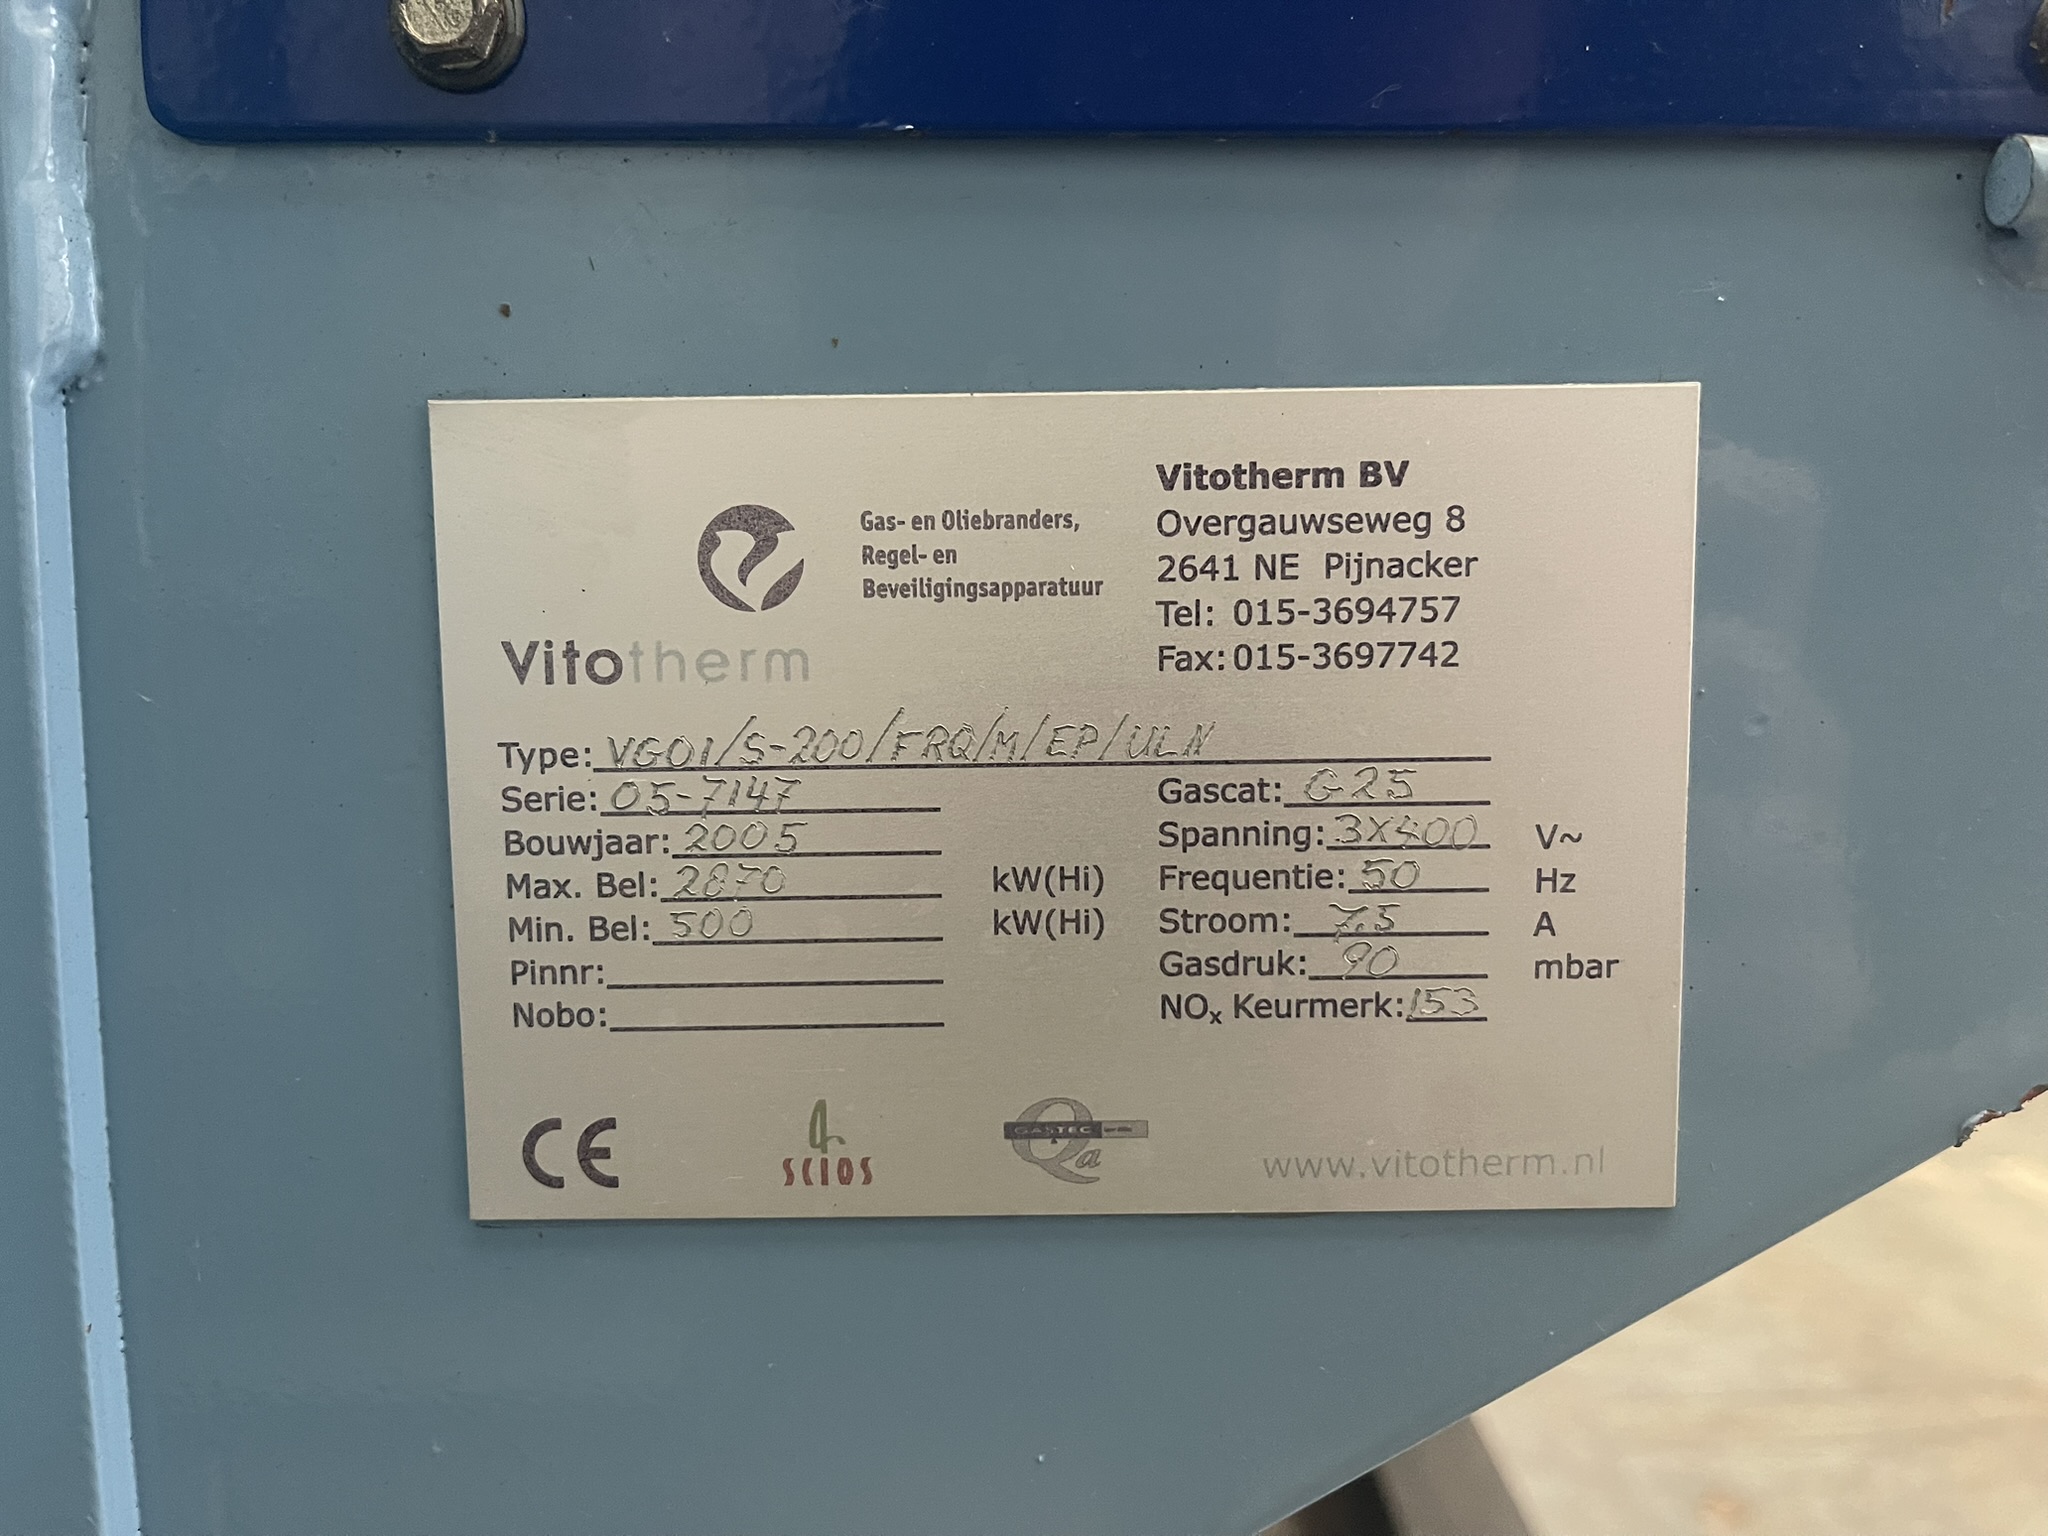 Gas- en Oliebranders,
Regel- en
Beveiligingsapparatuur
Vitotherm
Vitotherm BV
Overgauwseweg 8
2641 NE Pijnacker
Tel: 015-3694757
Fax: 015-3697742
Type: VG01/S-200/FRQ/M/EP/ULN
Serie: 05-7147
Bouwjaar: 2005
Max. Bel: 2870 kW(Hi)
Min. Bel: 500 kW(Hi)
Pinnr:
Nobo:
Gascat: G25
Spanning: 3X400 V~
Frequentie: 50 Hz
Stroom: 7.5 A
Gasdruk: 90 mbar
NOx Keurmerk: 153
CE
SCIOS
GASTEC
Qa
www.vitotherm.nl